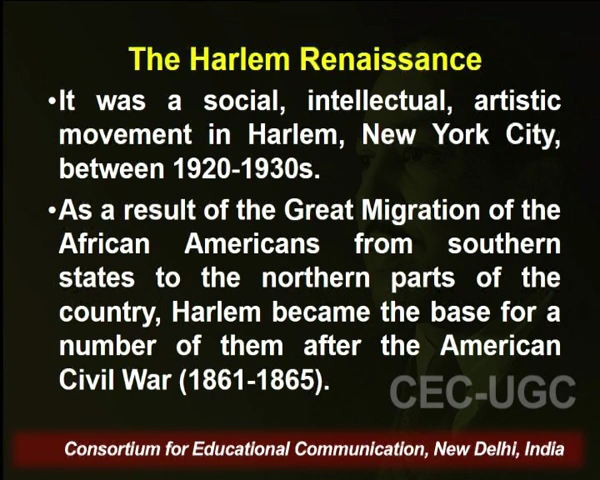 The Harlem Renaissance
•It was a social, intellectual, artistic
movement in Harlem, New York City,
between 1920-1930s.
•As a result of the Great Migration of the
African Americans from southern
states to the northern parts of the
country, Harlem became the base for a
number of them after the American
Civil War (1861-1865).
CEC-UGC
Consortium for Educational Communication, New Delhi, India